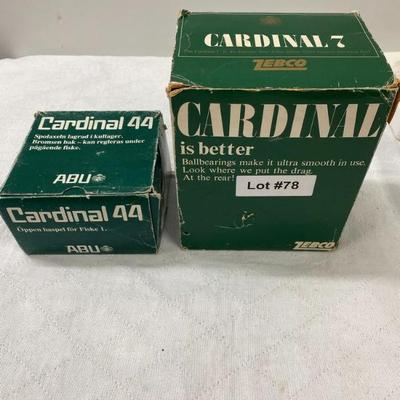 Cardinal 44
Spolaxeln lagrad i kullager.
Bromsen bak – kan regleras under
pågående fiske.
ABU
Cardinal 44
Öppen haspel för Fiske 1.
ABU
CARDINAL 7
ZEBCO
CARDINAL
is better
Ballbearings make it ultra smooth in use.
Look where we put the drag.
At the rear!
Lot #78
ZEBCO